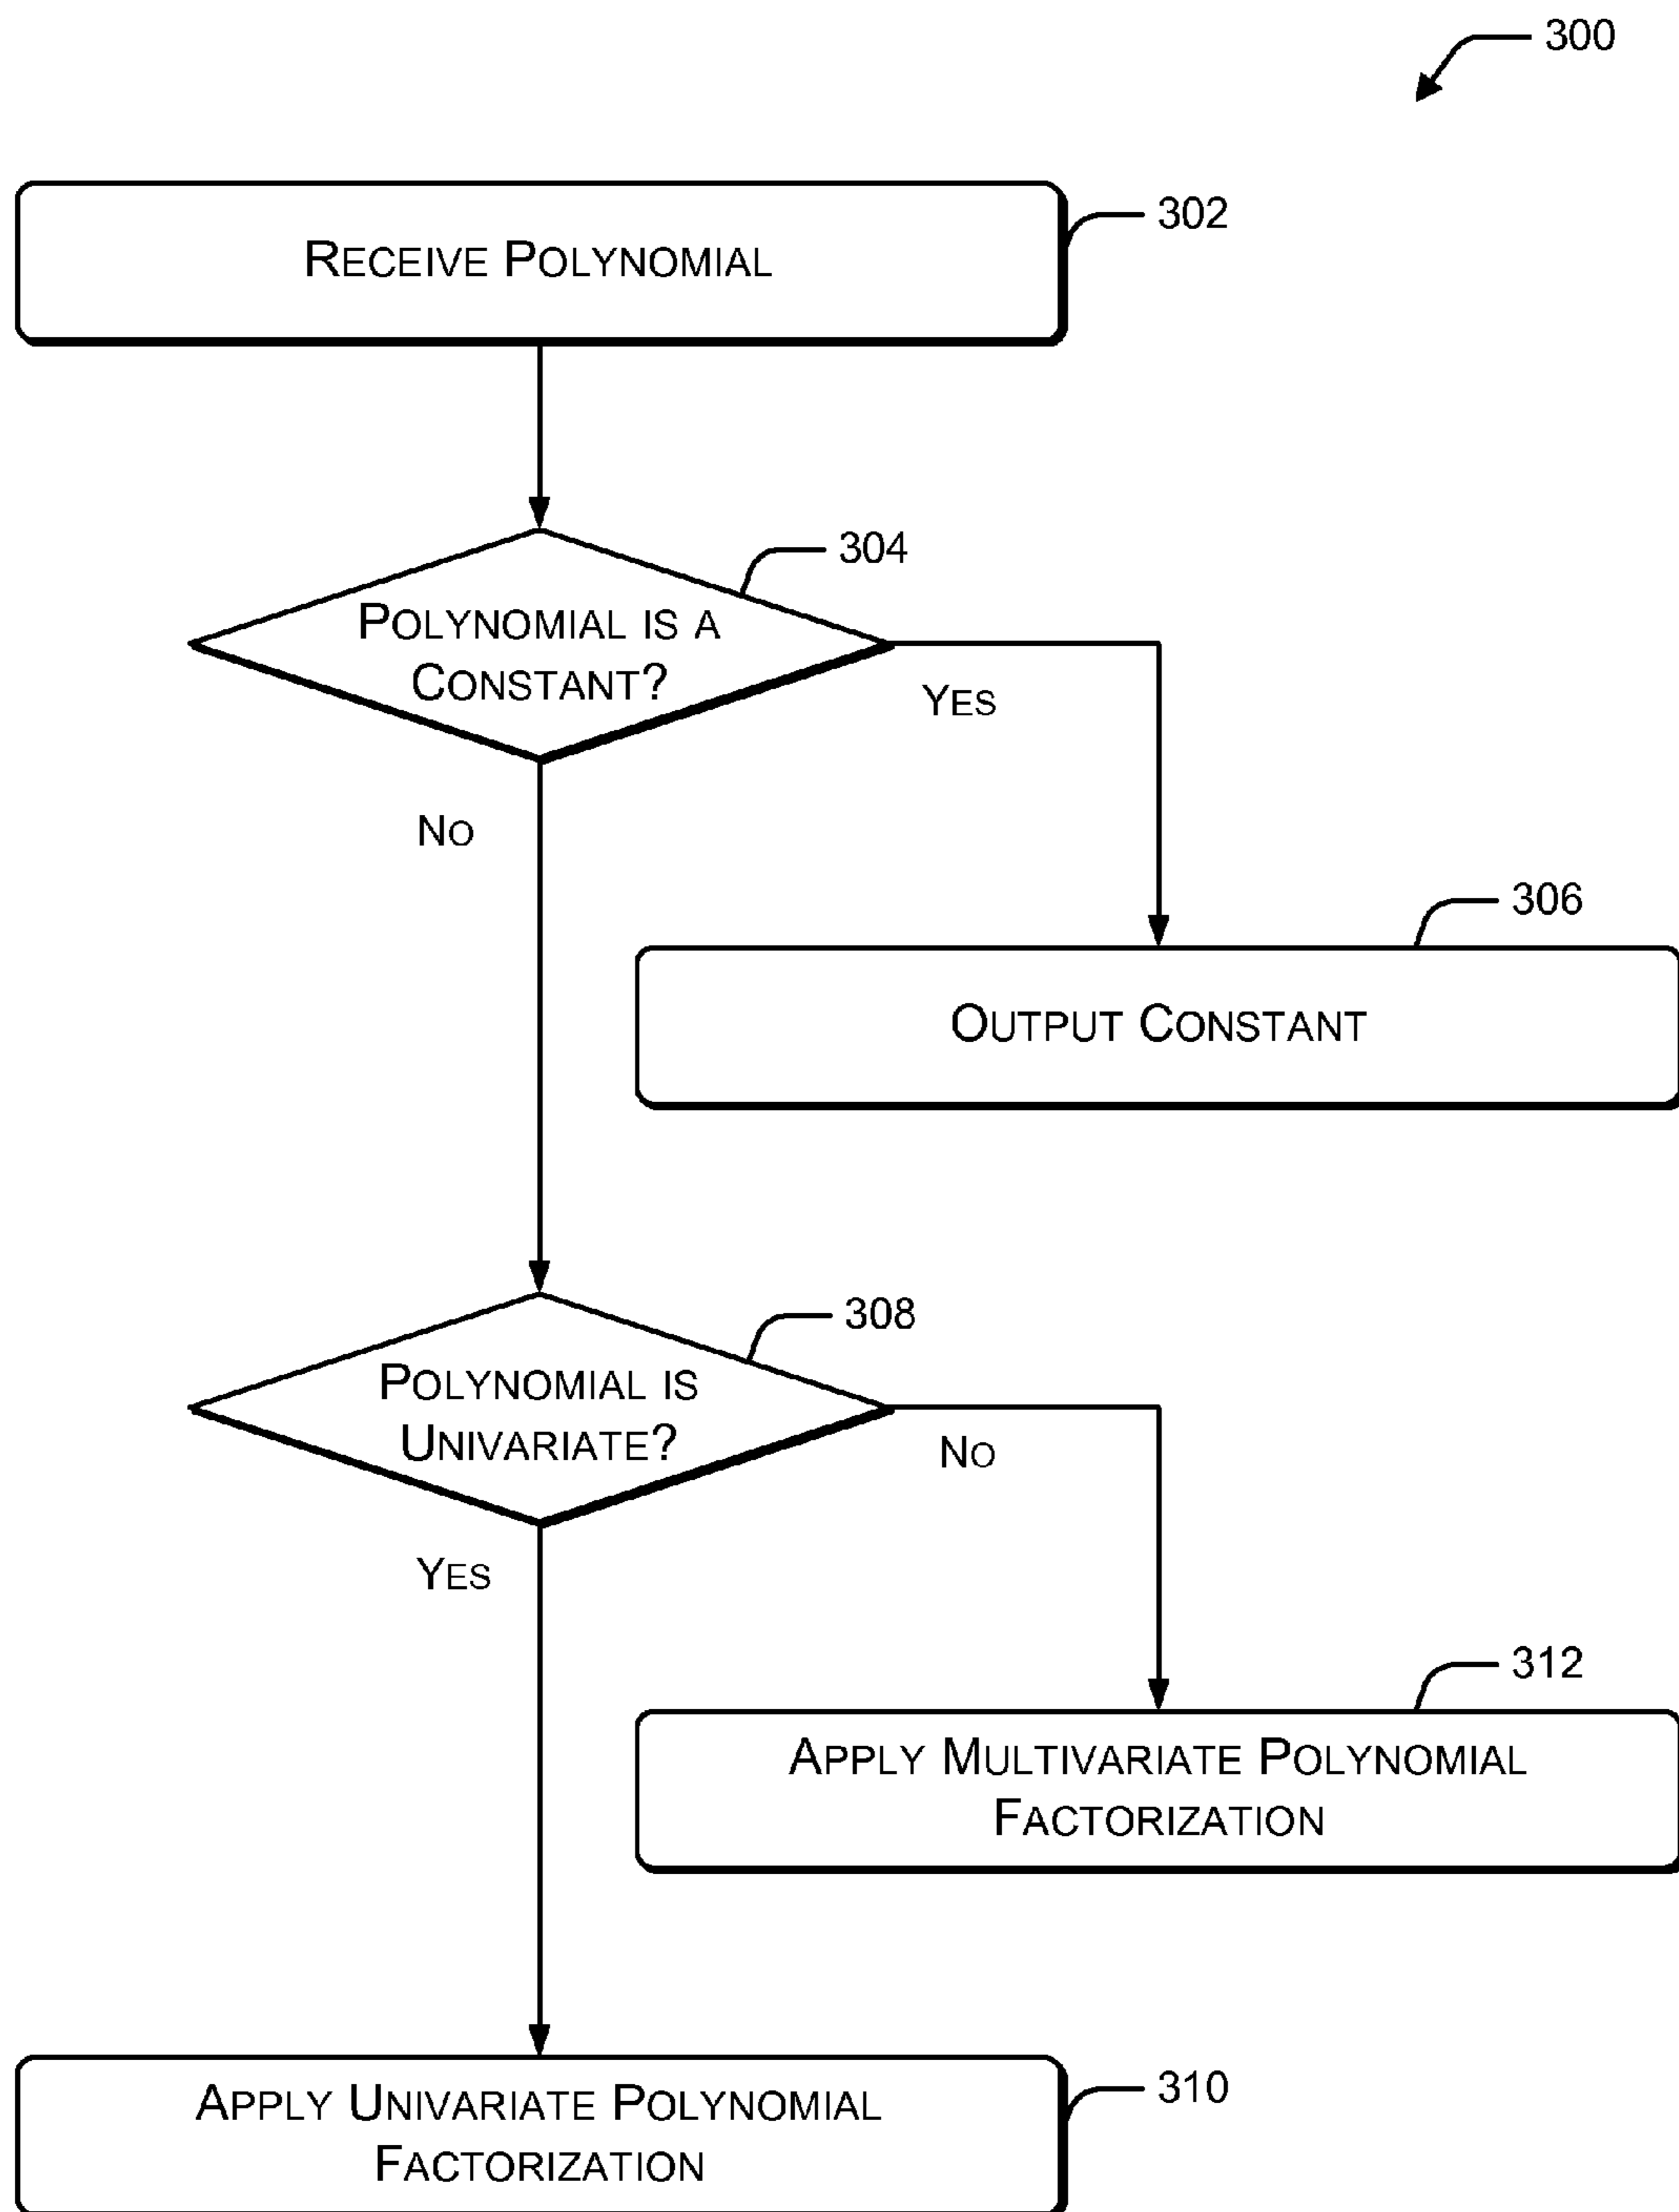 300
RECEIVE POLYNOMIAL
302
304
POLYNOMIAL IS A
CONSTANT?
YES
NO
306
OUTPUT CONSTANT
308
POLYNOMIAL IS
UNIVARIATE?
NO
YES
312
APPLY MULTIVARIATE POLYNOMIAL
FACTORIZATION
310
APPLY UNIVARIATE POLYNOMIAL
FACTORIZATION